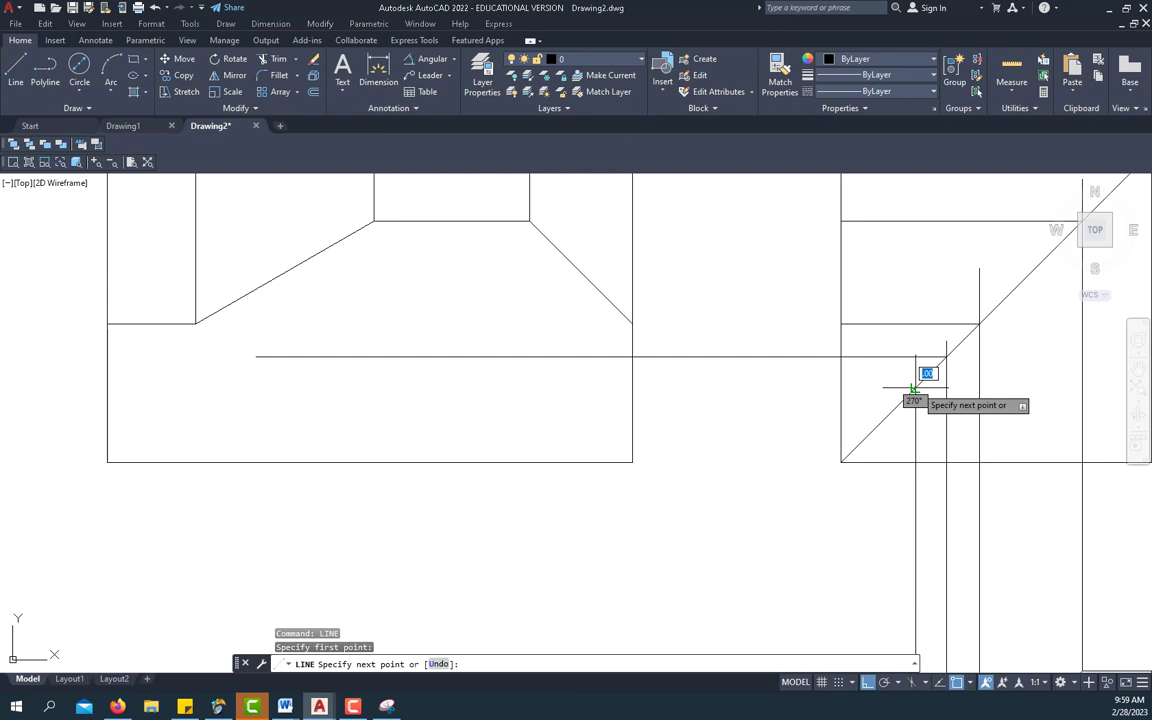 Share
Autodesk AutoCAD 2022 - EDUCATIONAL VERSION Drawing2.dwg
Type a keyword or phrase
Sign In
File Edit View Insert Format Tools Draw Dimension Modify Parametric Window Help Express
Home Insert Annotate Parametric View Manage Output Add-ins Collaborate Express Tools Featured Apps
Line Polyline Circle Arc
Move Rotate Trim
Copy Mirror Fillet
Stretch Scale Array
Text Dimension
Angular
Leader
Table
Layer Properties
0
Make Current
Match Layer
Insert
Create
Edit
Edit Attributes
Match Properties
ByLayer
ByLayer
ByLayer
Group
Measure
Paste
Base
Draw Modify Annotation Layers Block Properties Groups Utilities Clipboard View
Start Drawing1 Drawing2*
[−][Top][2D Wireframe]
N
W TOP E
S
WCS
.00
270° Specify next point or
Y
X
Command: LINE
Specify first point:
LINE Specify next point or [Undo]:
Model Layout1 Layout2
MODEL
1:1
9:59 AM
2/28/2023